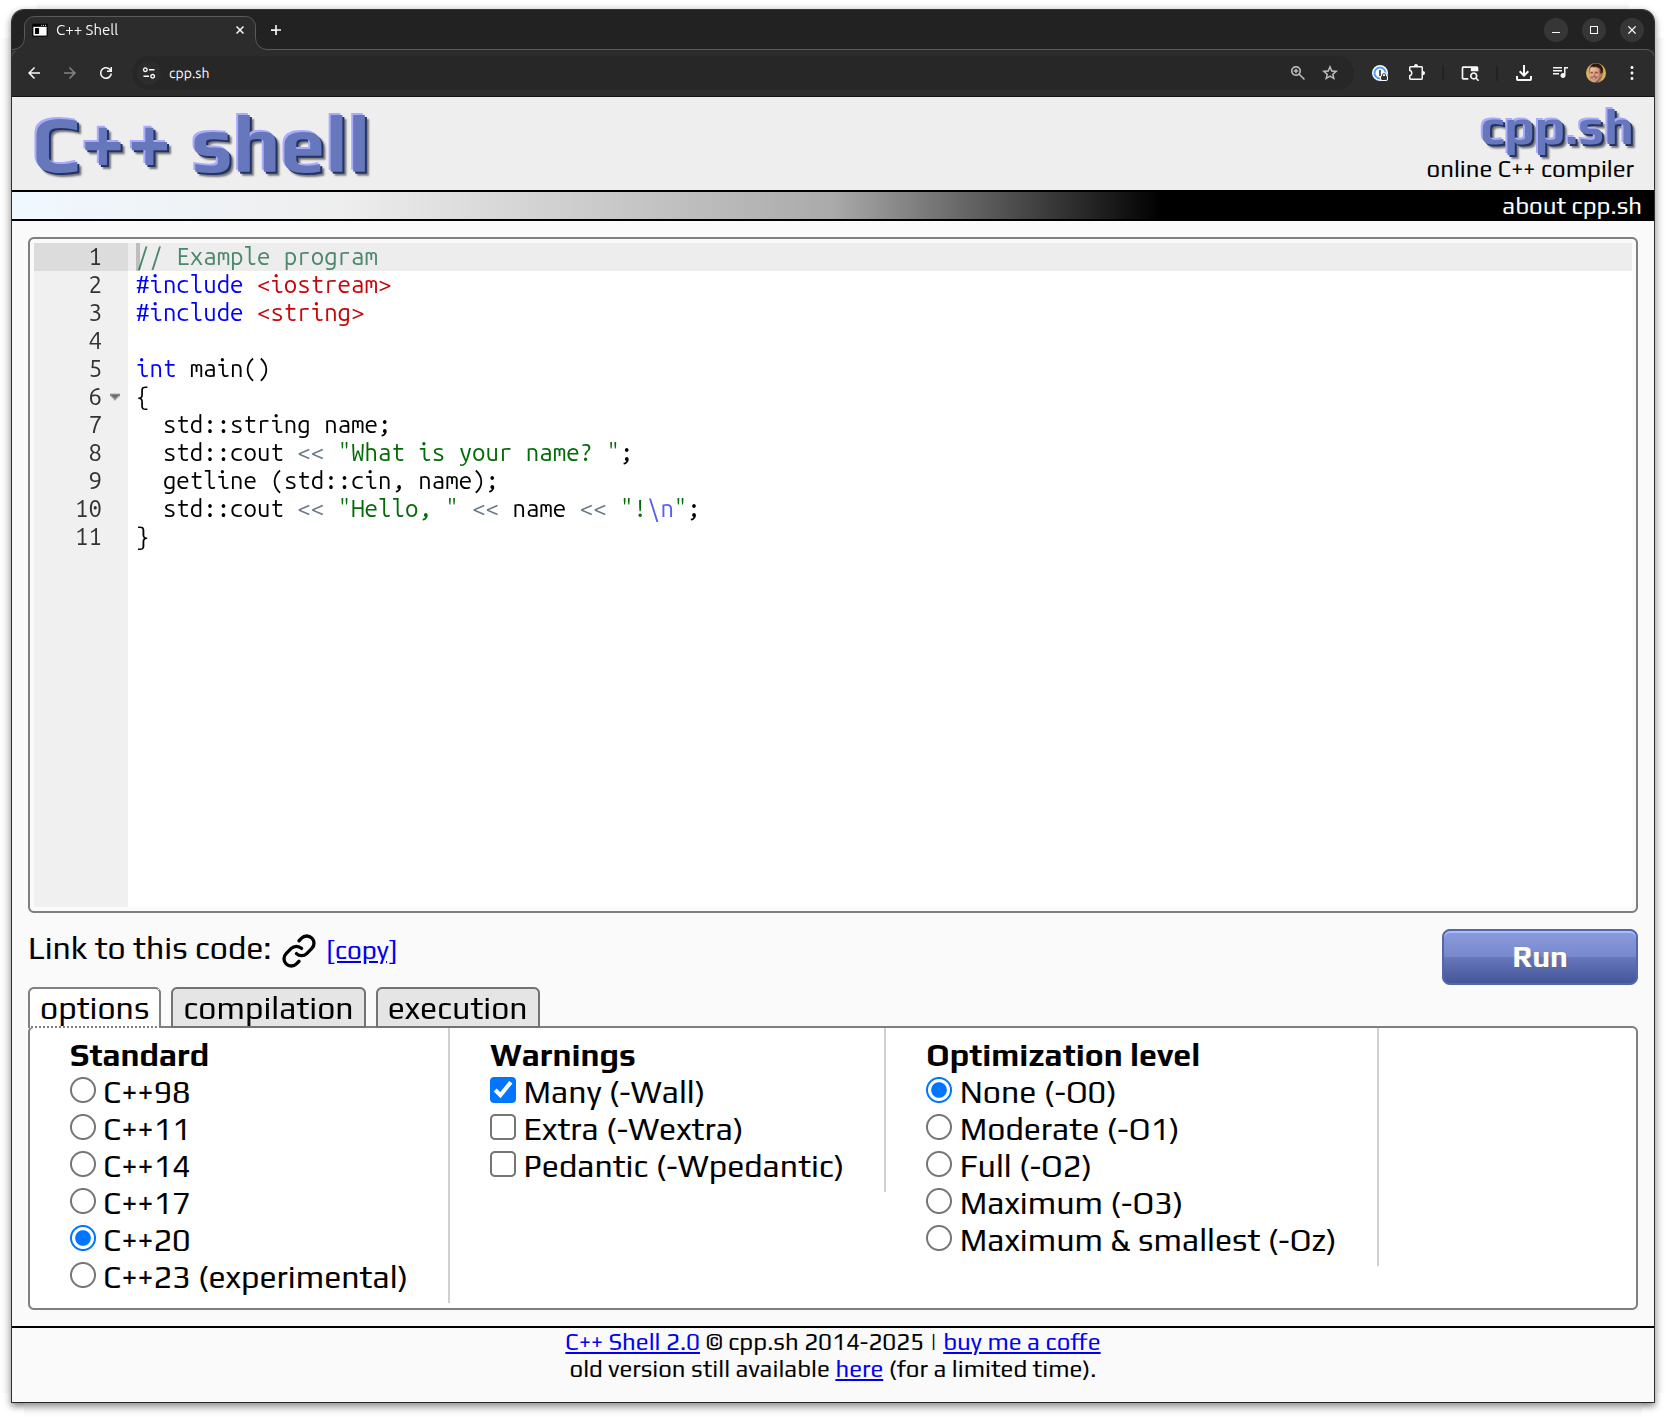 C++ Shell
cpp.sh
C++ shell
cpp.sh
online C++ compiler
about cpp.sh
1 // Example program
2 #include <iostream>
3 #include <string>
4
5 int main()
6 {
7   std::string name;
8   std::cout << "What is your name? ";
9   getline (std::cin, name);
10   std::cout << "Hello, " << name << "!\n";
11 }
Link to this code: [copy]
Run
options compilation execution
Standard
C++98
C++11
C++14
C++17
C++20
C++23 (experimental)
Warnings
Many (-Wall)
Extra (-Wextra)
Pedantic (-Wpedantic)
Optimization level
None (-O0)
Moderate (-O1)
Full (-O2)
Maximum (-O3)
Maximum & smallest (-Oz)
C++ Shell 2.0 © cpp.sh 2014-2025 | buy me a coffe
old version still available here (for a limited time).